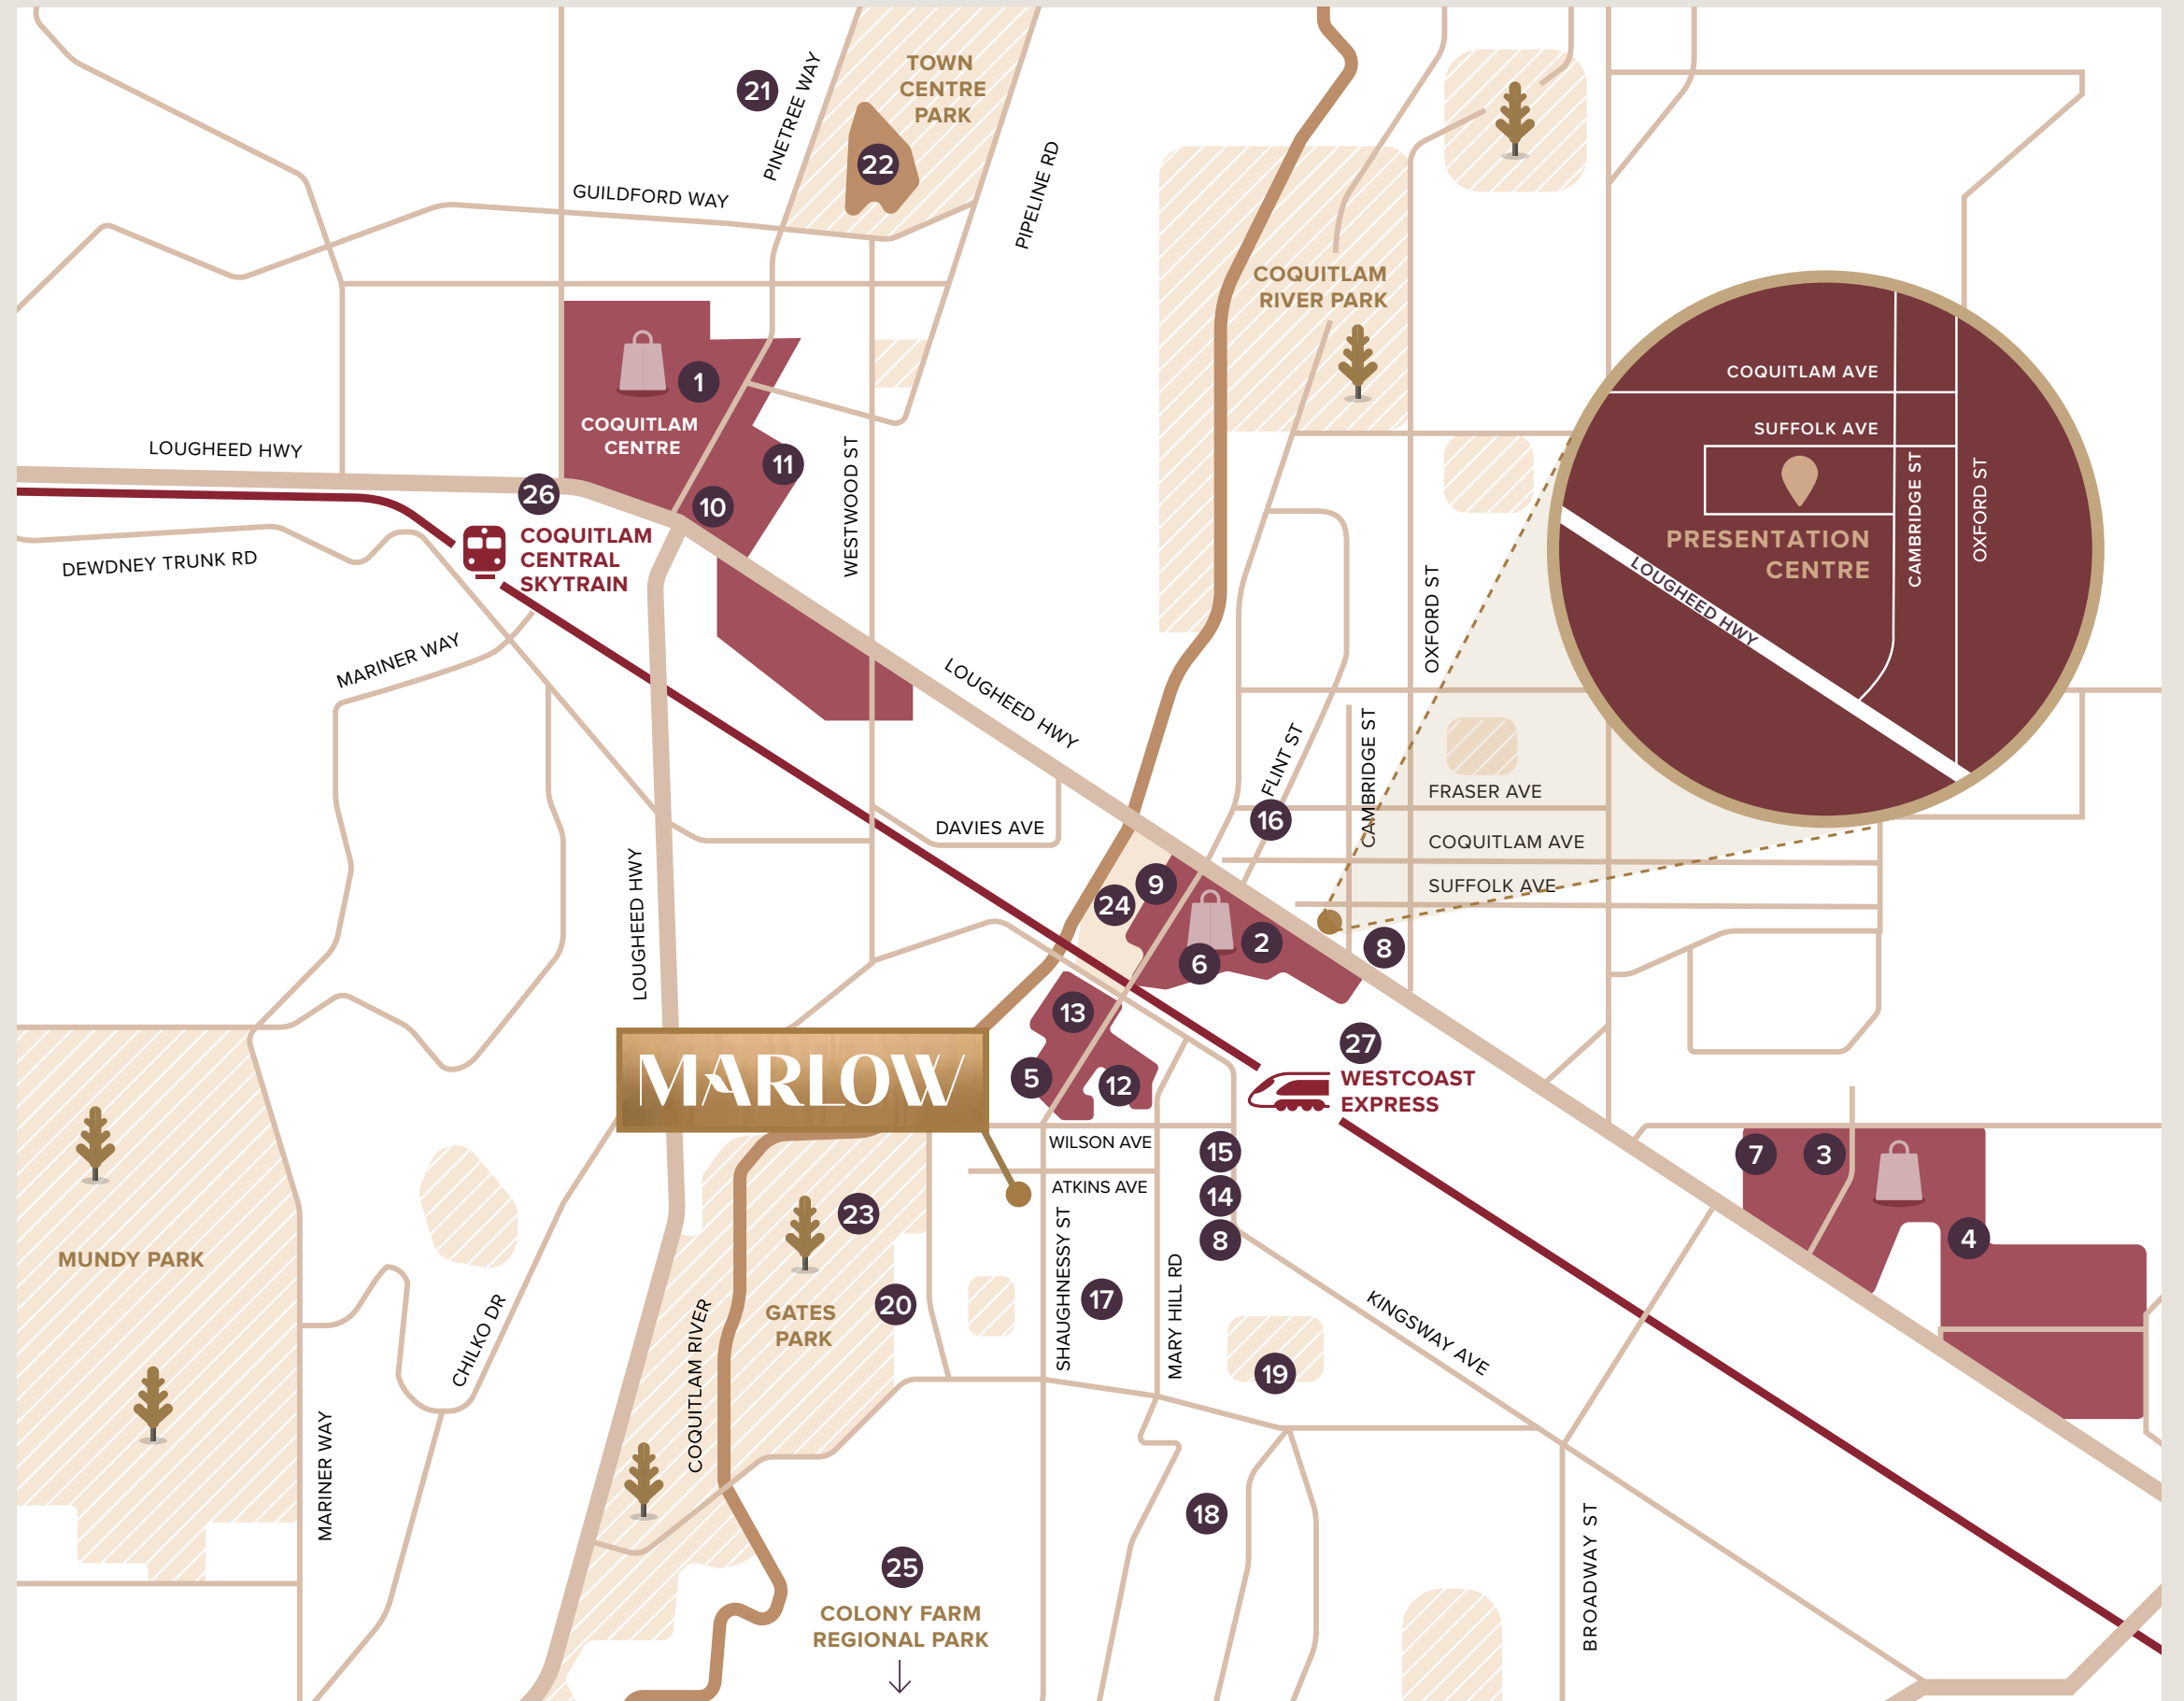 TOWN
CENTRE
PARK
21
PINETREE WAY
22
GUILDFORD WAY
PIPELINE RD
COQUITLAM
RIVER PARK
1
COQUITLAM
CENTRE
LOUGHEED HWY
26
11
10
WESTWOOD ST
COQUITLAM
CENTRAL
SKYTRAIN
DEWDNEY TRUNK RD
MARINER WAY
LOUGHEED HWY
OXFORD ST
COQUITLAM AVE
SUFFOLK AVE
CAMBRIDGE ST
OXFORD ST
PRESENTATION
CENTRE
LOUGHEED HWY
FLINT ST
CAMBRIDGE ST
FRASER AVE
16
DAVIES AVE
COQUITLAM AVE
SUFFOLK AVE
LOUGHEED HWY
9
24
2
6
8
13
5
12
27
WESTCOAST
EXPRESS
MARLOW
WILSON AVE
ATKINS AVE
15
14
8
7
3
4
MUNDY PARK
23
20
GATES
PARK
COQUITLAM RIVER
CHILKO DR
SHAUGHNESSY ST
17
MARY HILL RD
19
KINGSWAY AVE
MARINER WAY
18
25
COLONY FARM
REGIONAL PARK
BROADWAY ST